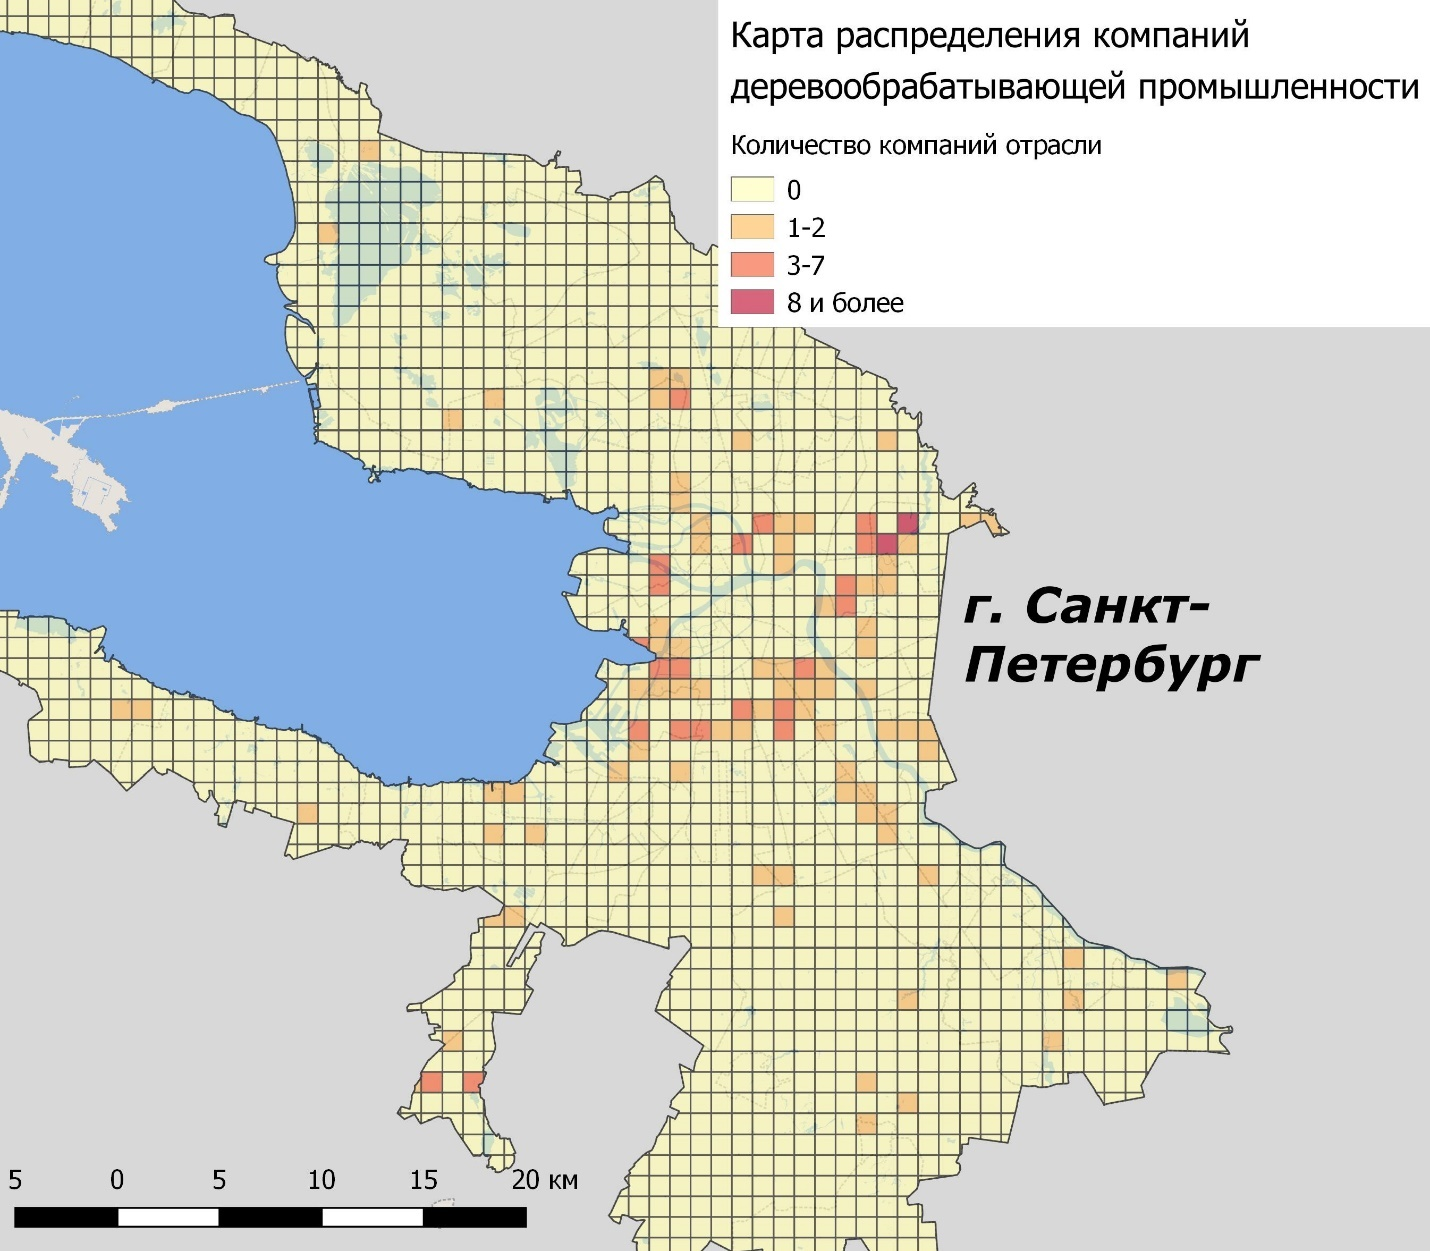 Карта распределения компаний
деревообрабатывающей промышленности
Количество компаний отрасли
0
1-2
3-7
8 и более
г. Санкт-
Петербург
5 0 5 10 15 20 км